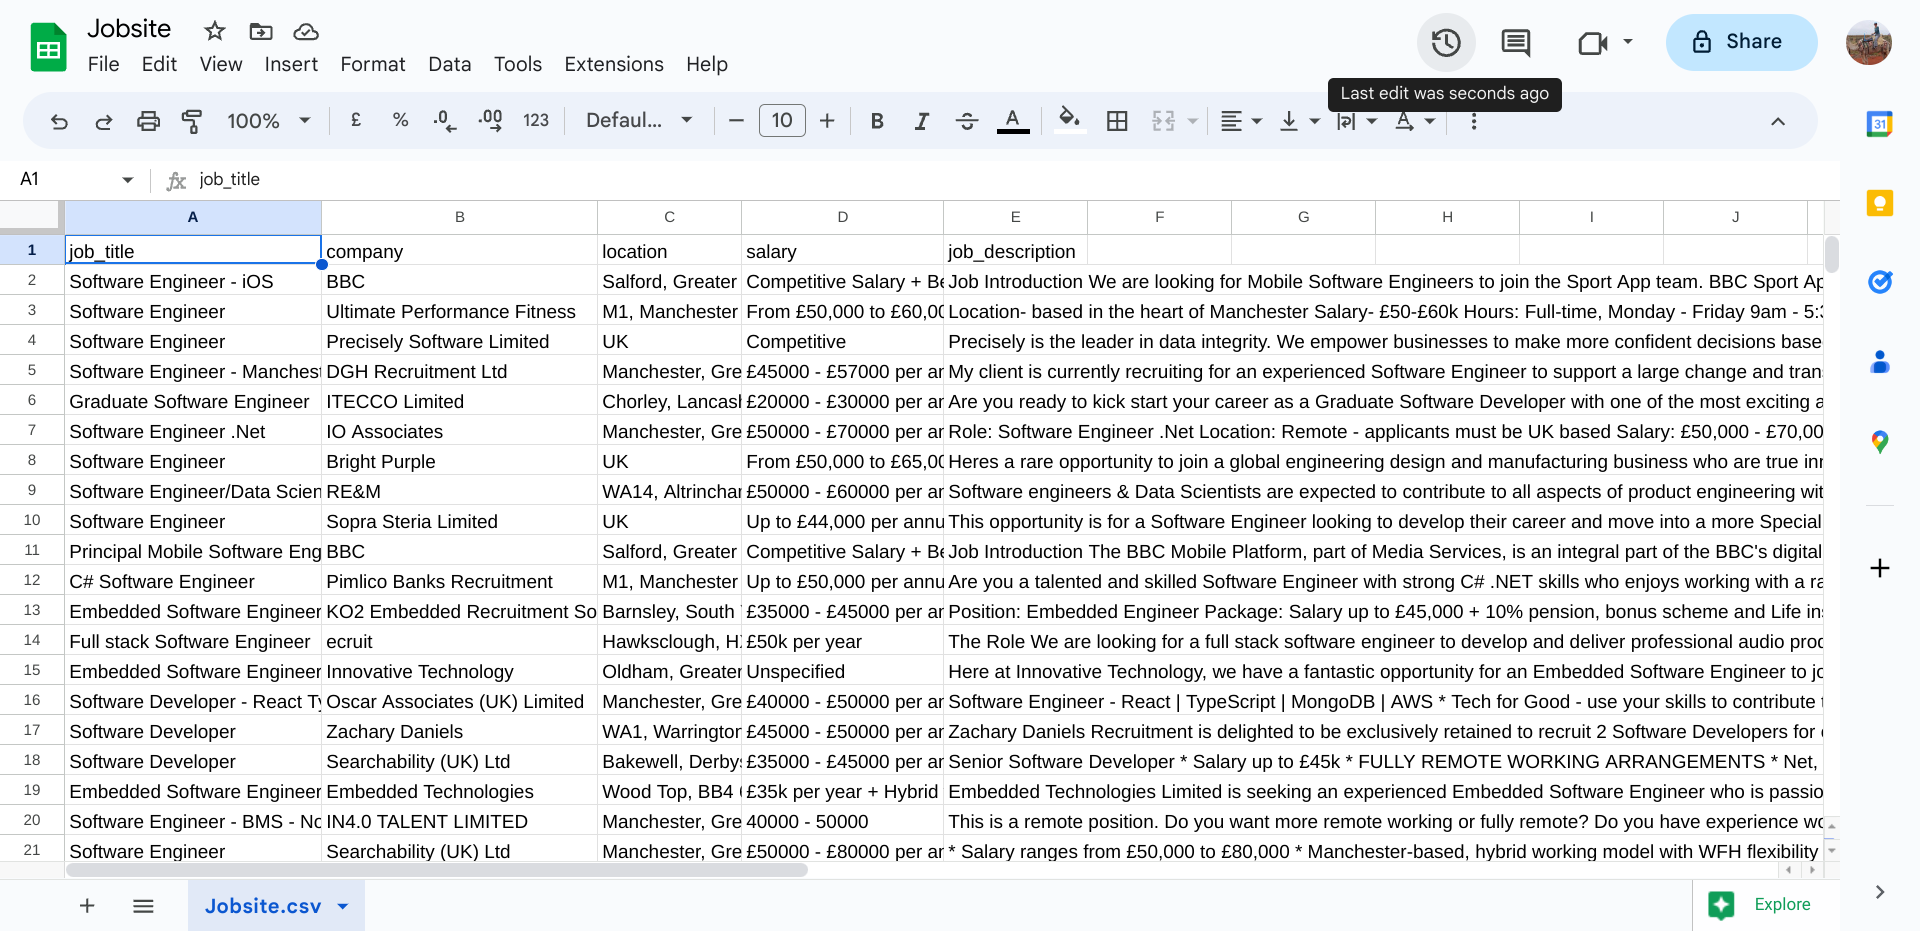 Jobsite
Share
File Edit View Insert Format Data Tools Extensions Help
Last edit was seconds ago
100% £ % .0 .00 123 Defaul... 10 B I A A
31
A1 fx job_title
A B C D E F G H I J
1 job_title company location salary job_description
2 Software Engineer - iOS BBC Salford, Greater Competitive Salary + Be Job Introduction We are looking for Mobile Software Engineers to join the Sport App team. BBC Sport Ap
3 Software Engineer Ultimate Performance Fitness M1, Manchester From £50,000 to £60,00 Location- based in the heart of Manchester Salary- £50-£60k Hours: Full-time, Monday - Friday 9am - 5:3
4 Software Engineer Precisely Software Limited UK Competitive Precisely is the leader in data integrity. We empower businesses to make more confident decisions base
5 Software Engineer - Manchest DGH Recruitment Ltd Manchester, Gre £45000 - £57000 per an My client is currently recruiting for an experienced Software Engineer to support a large change and tran
6 Graduate Software Engineer ITECCO Limited Chorley, Lancash £20000 - £30000 per an Are you ready to kick start your career as a Graduate Software Developer with one of the most exciting a
7 Software Engineer .Net IO Associates Manchester, Gre £50000 - £70000 per an Role: Software Engineer .Net Location: Remote - applicants must be UK based Salary: £50,000 - £70,00
8 Software Engineer Bright Purple UK From £50,000 to £65,00 Heres a rare opportunity to join a global engineering design and manufacturing business who are true inn
9 Software Engineer/Data Scien RE&M WA14, Altrinchar £50000 - £60000 per an Software engineers & Data Scientists are expected to contribute to all aspects of product engineering wit
10 Software Engineer Sopra Steria Limited UK Up to £44,000 per annu This opportunity is for a Software Engineer looking to develop their career and move into a more Special
11 Principal Mobile Software Eng BBC Salford, Greater Competitive Salary + Be Job Introduction The BBC Mobile Platform, part of Media Services, is an integral part of the BBC's digital
12 C# Software Engineer Pimlico Banks Recruitment M1, Manchester Up to £50,000 per annu Are you a talented and skilled Software Engineer with strong C# .NET skills who enjoys working with a ra
13 Embedded Software Engineer KO2 Embedded Recruitment So Barnsley, South £35000 - £45000 per an Position: Embedded Engineer Package: Salary up to £45,000 + 10% pension, bonus scheme and Life ins
14 Full stack Software Engineer ecruit Hawksclough, H £50k per year The Role We are looking for a full stack software engineer to develop and deliver professional audio proc
15 Embedded Software Engineer Innovative Technology Oldham, Greater Unspecified Here at Innovative Technology, we have a fantastic opportunity for an Embedded Software Engineer to jo
16 Software Developer - React Ty Oscar Associates (UK) Limited Manchester, Gre £40000 - £50000 per an Software Engineer - React | TypeScript | MongoDB | AWS * Tech for Good - use your skills to contribute t
17 Software Developer Zachary Daniels WA1, Warrington £45000 - £50000 per an Zachary Daniels Recruitment is delighted to be exclusively retained to recruit 2 Software Developers for
18 Software Developer Searchability (UK) Ltd Bakewell, Derbys £35000 - £45000 per an Senior Software Developer * Salary up to £45k * FULLY REMOTE WORKING ARRANGEMENTS * Net,
19 Embedded Software Engineer Embedded Technologies Wood Top, BB4 £35k per year + Hybrid Embedded Technologies Limited is seeking an experienced Embedded Software Engineer who is passio
20 Software Engineer - BMS - No IN4.0 TALENT LIMITED Manchester, Gre 40000 - 50000 This is a remote position. Do you want more remote working or fully remote? Do you have experience wo
21 Software Engineer Searchability (UK) Ltd Manchester, Gre £50000 - £80000 per an * Salary ranges from £50,000 to £80,000 * Manchester-based, hybrid working model with WFH flexibility
Jobsite.csv
Explore